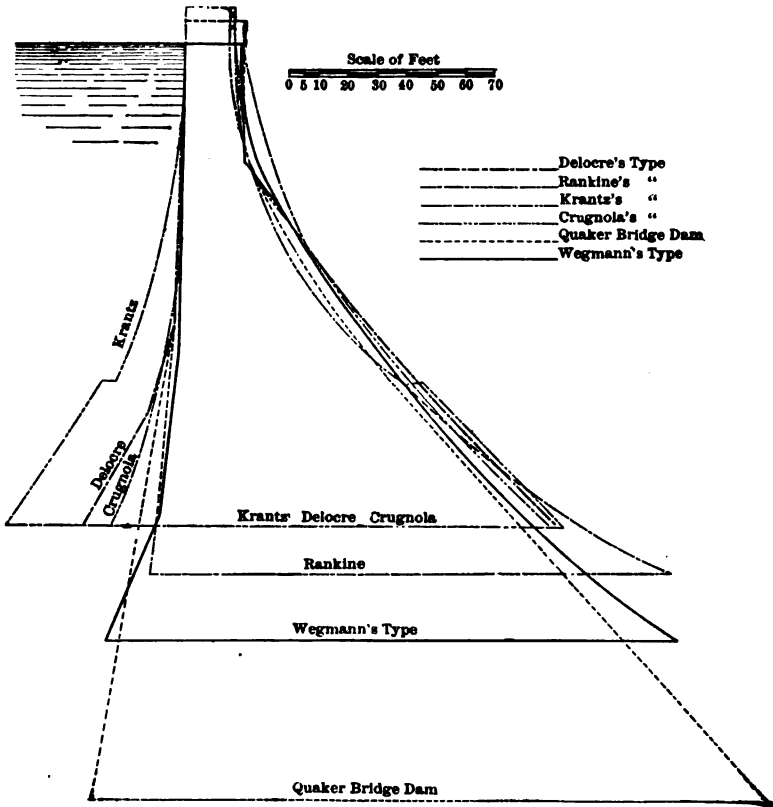 Scale of Feet
0 5 10 20 30 40 50 60 70
Delocre's Type
Rankine's "
Krantz's "
Crugnola's "
Quaker Bridge Dam
Wegmann's Type
Krantz
Delocre
Crugnola
Krantz Delocre Crugnola
Rankine
Wegmann's Type
Quaker Bridge Dam